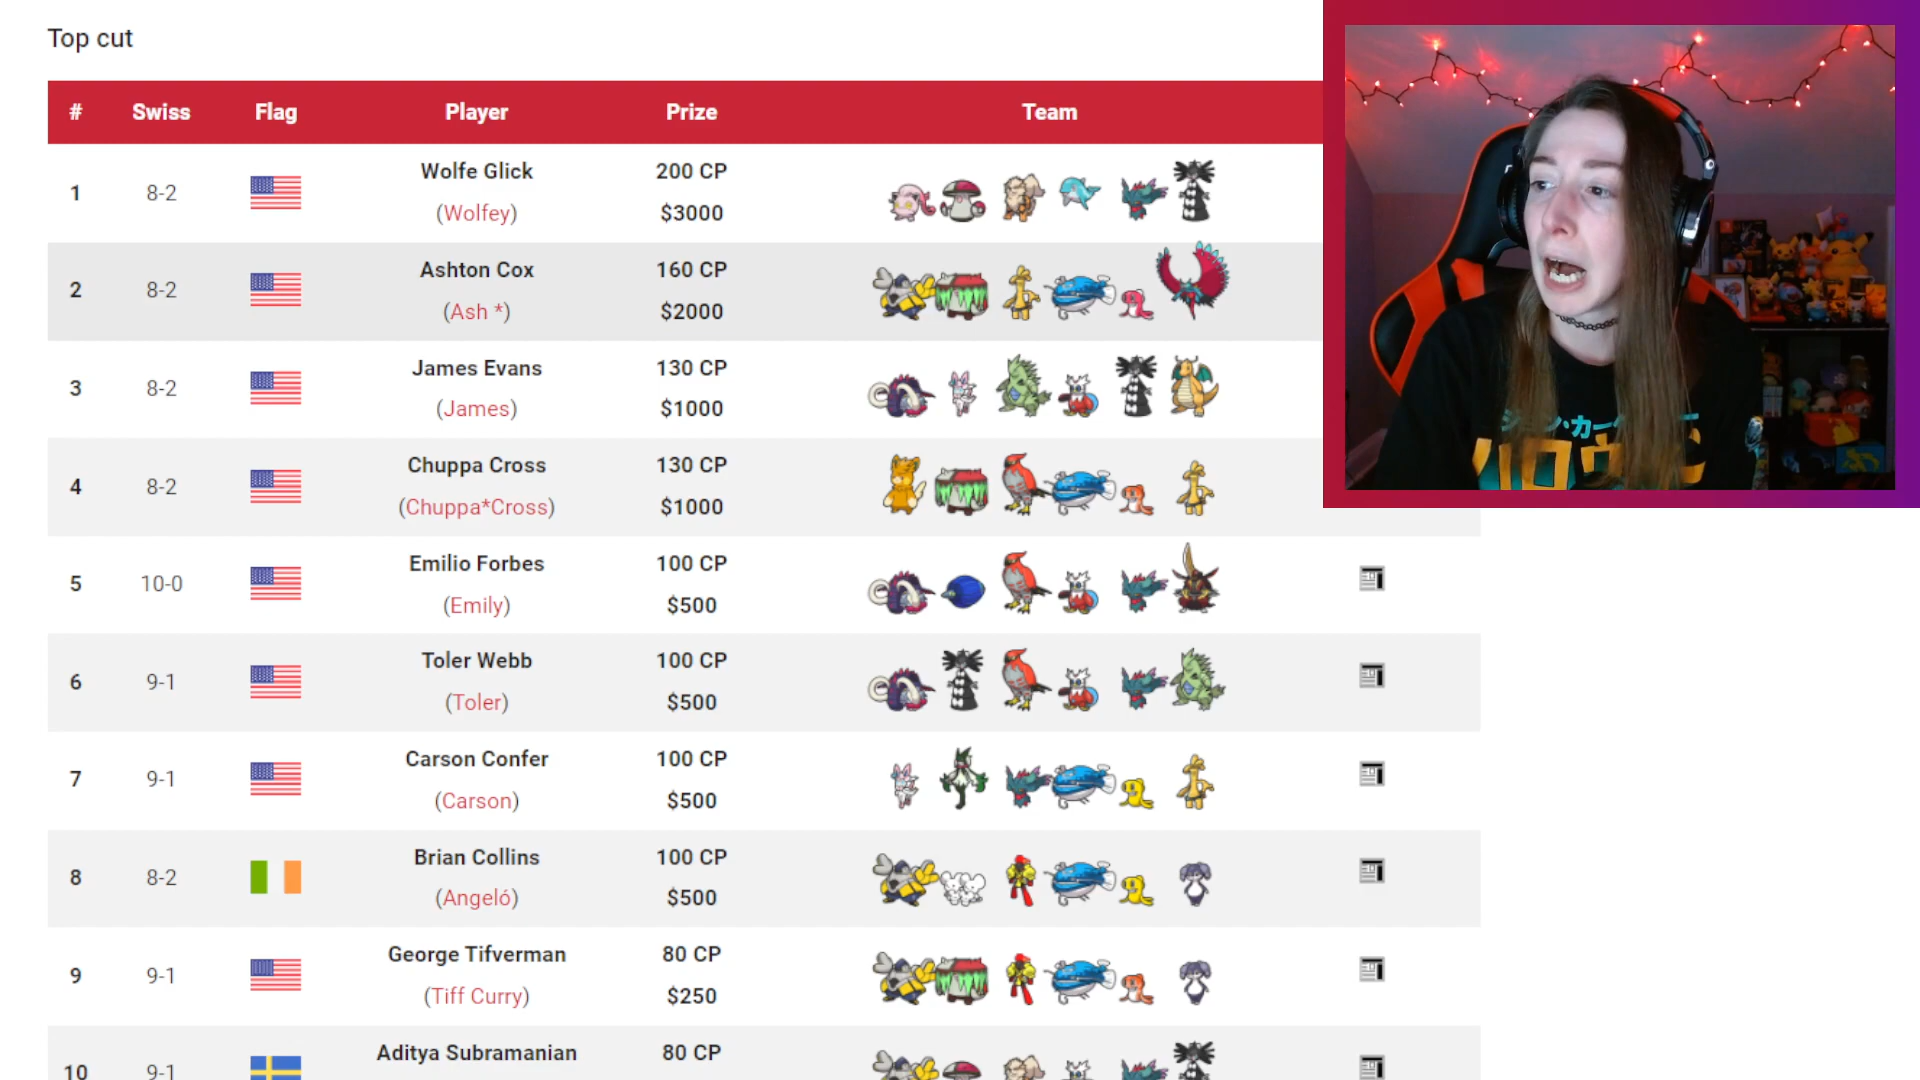 Top cut
# Swiss Flag Player Prize Team
1 8-2 Wolfe Glick 200 CP
(Wolfey) $3000
2 8-2 Ashton Cox 160 CP
(Ash *) $2000
3 8-2 James Evans 130 CP
(James) $1000
4 8-2 Chuppa Cross 130 CP
(Chuppa*Cross) $1000
5 10-0 Emilio Forbes 100 CP
(Emily) $500
6 9-1 Toler Webb 100 CP
(Toler) $500
7 9-1 Carson Confer 100 CP
(Carson) $500
8 8-2 Brian Collins 100 CP
(Angeló) $500
9 9-1 George Tifverman 80 CP
(Tiff Curry) $250
10 9-1 Aditya Subramanian 80 CP